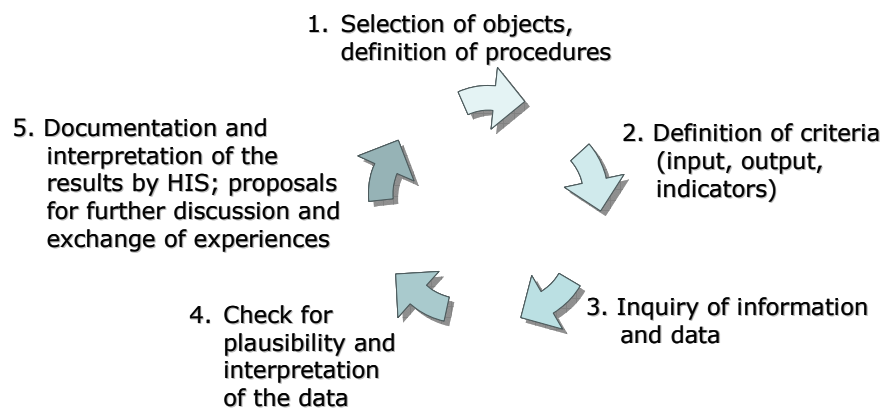 1. Selection of objects,
definition of procedures
2. Definition of criteria
(input, output,
indicators)
3. Inquiry of information
and data
4. Check for
plausibility and
interpretation
of the data
5. Documentation and
interpretation of the
results by HIS; proposals
for further discussion and
exchange of experiences